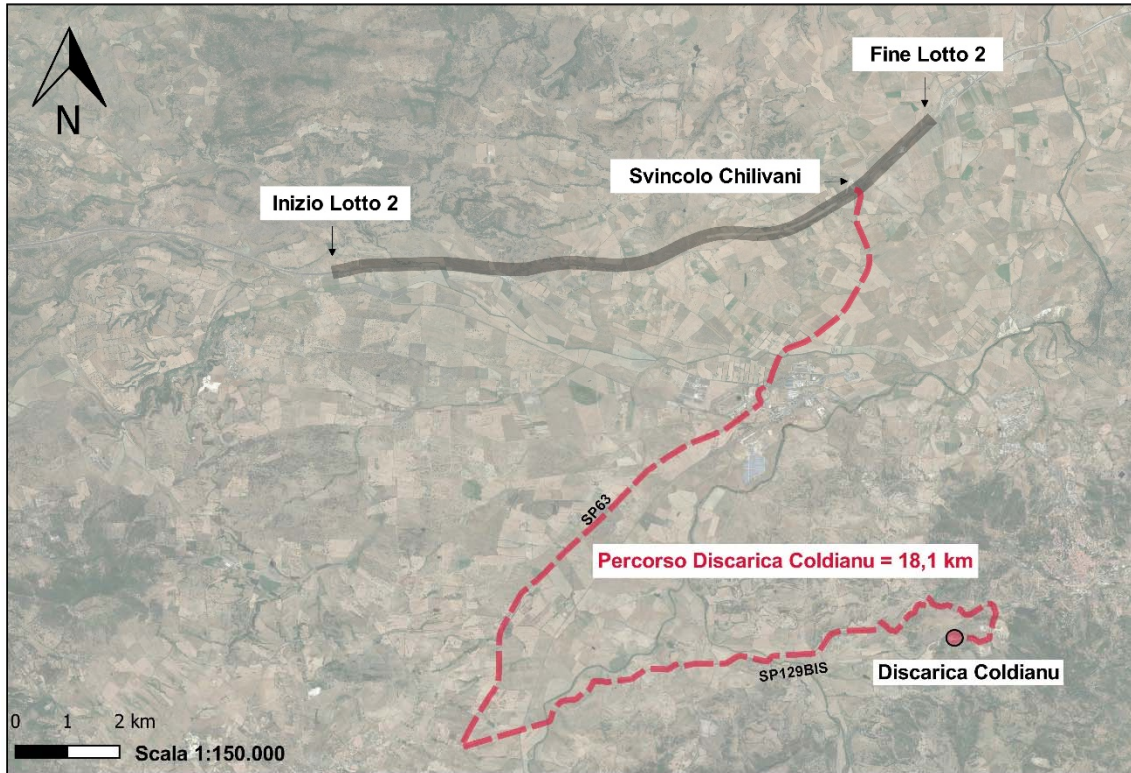 Fine Lotto 2
N
Svincolo Chilivani
Inizio Lotto 2
SP63
Percorso Discarica Coldianu = 18,1 km
SP129BIS
Discarica Coldianu
0 1 2 km
Scala 1:150.000